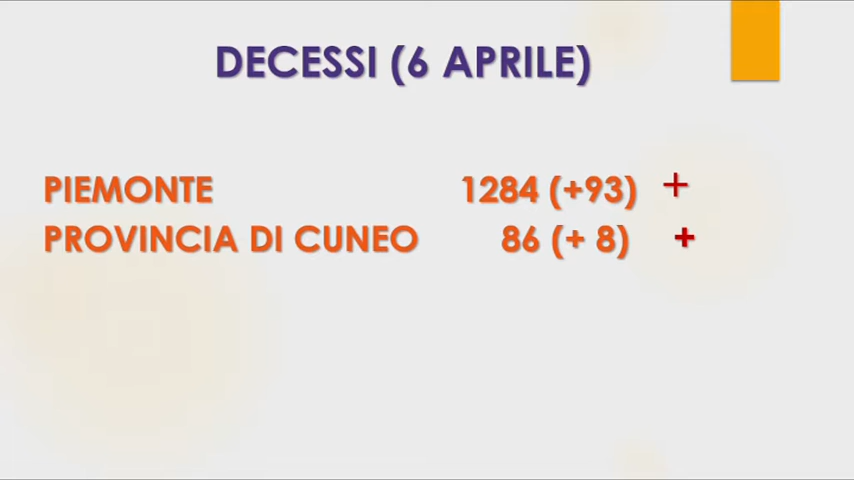 DECESSI (6 APRILE)
PIEMONTE 1284 (+93) +
PROVINCIA DI CUNEO 86 (+ 8) +